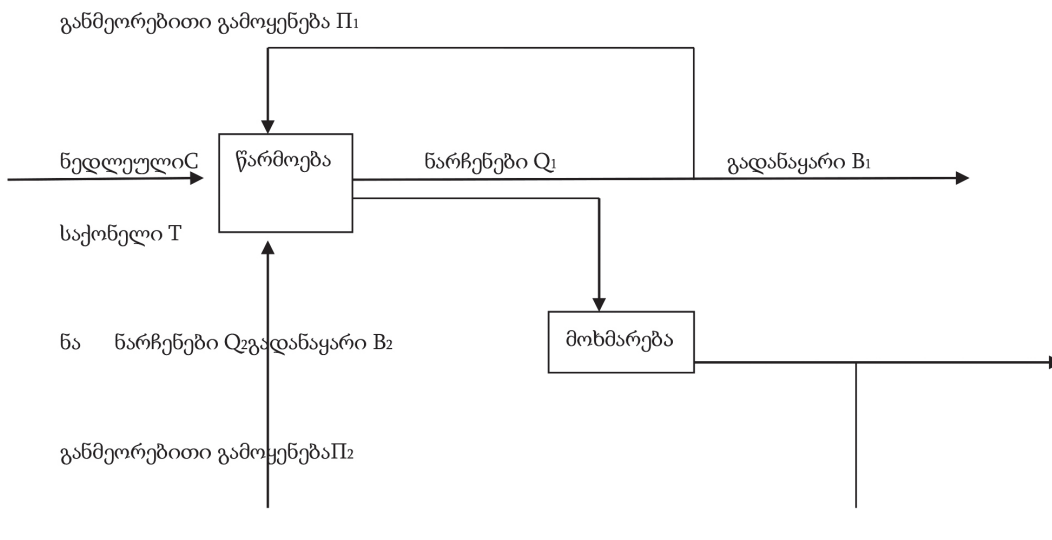 განმეორებითი გამოყენება П1
ნედლეულიC წარმოება ნარჩენები Q1 გადანაყარი B1
საქონელი T
ნა ნარჩენები Q2გადანაყარი B2 მოხმარება
განმეორებითი გამოყენებაП2